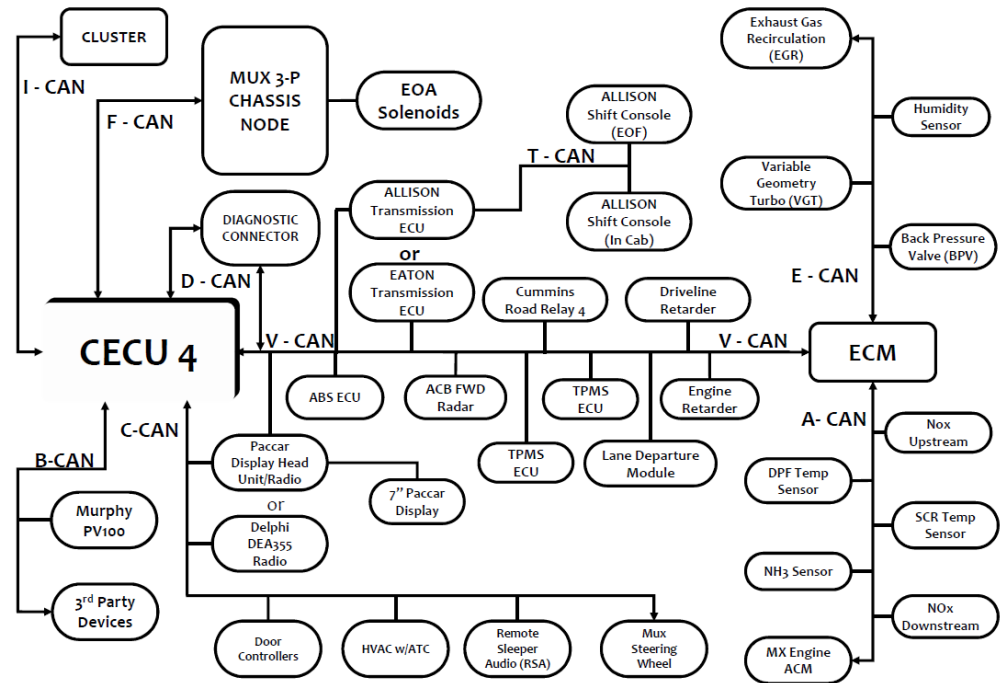 CLUSTER
I - CAN
F - CAN
MUX 3-P
CHASSIS
NODE
EOA
Solenoids
ALLISON
Shift Console
(EOF)
T - CAN
ALLISON
Shift Console
(In Cab)
ALLISON
Transmission
ECU
or
EATON
Transmission
ECU
DIAGNOSTIC
CONNECTOR
D - CAN
Exhaust Gas
Recirculation
(EGR)
Humidity
Sensor
Variable
Geometry
Turbo (VGT)
Back Pressure
Valve (BPV)
E - CAN
CECU 4
V - CAN
Cummins
Road Relay 4
Driveline
Retarder
V - CAN
ECM
ABS ECU
ACB FWD
Radar
TPMS
ECU
Engine
Retarder
TPMS
ECU
Lane Departure
Module
A- CAN
Nox
Upstream
DPF Temp
Sensor
SCR Temp
Sensor
NH3 Sensor
NOx
Downstream
MX Engine
ACM
C-CAN
B-CAN
Paccar
Display Head
Unit/Radio
7” Paccar
Display
or
Delphi
DEA355
Radio
Murphy
PV100
3rd Party
Devices
Door
Controllers
HVAC w/ATC
Remote
Sleeper
Audio (RSA)
Mux
Steering
Wheel